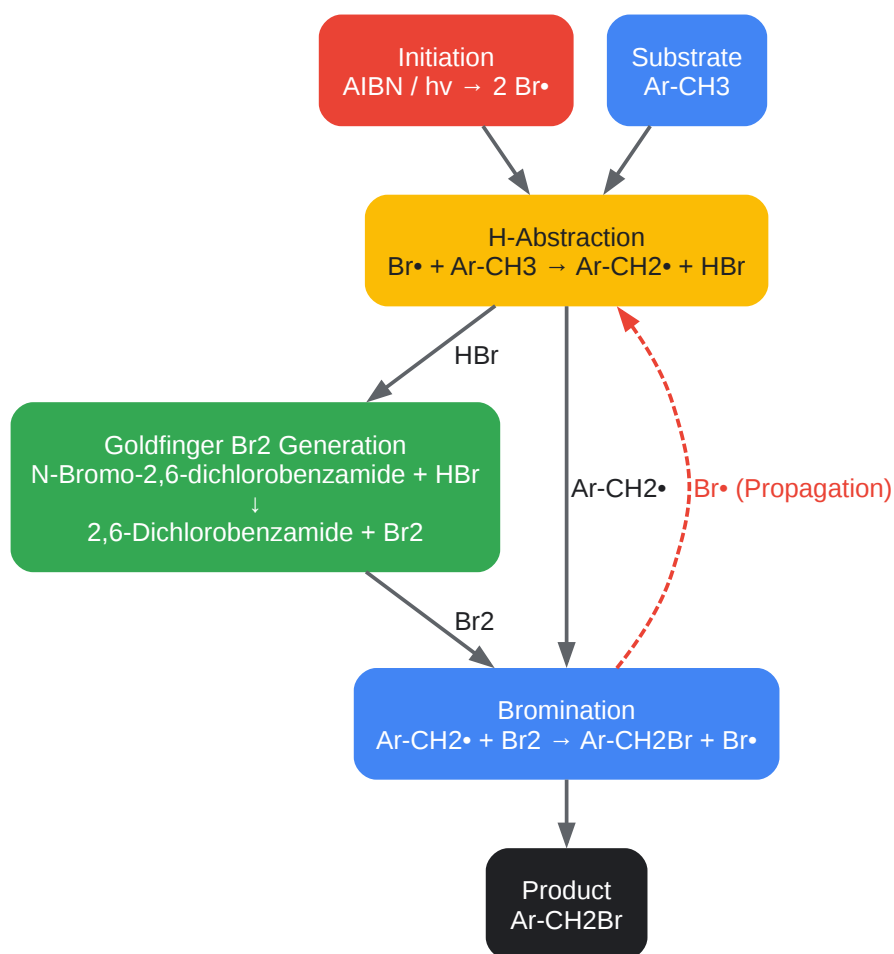 Initiation
AIBN / hv → 2 Br•
Substrate
Ar-CH3
H-Abstraction
Br• + Ar-CH3 → Ar-CH2• + HBr
HBr
Goldfinger Br2 Generation
N-Bromo-2,6-dichlorobenzamide + HBr
↓
2,6-Dichlorobenzamide + Br2
Ar-CH2•
Br• (Propagation)
Br2
Bromination
Ar-CH2• + Br2 → Ar-CH2Br + Br•
Product
Ar-CH2Br